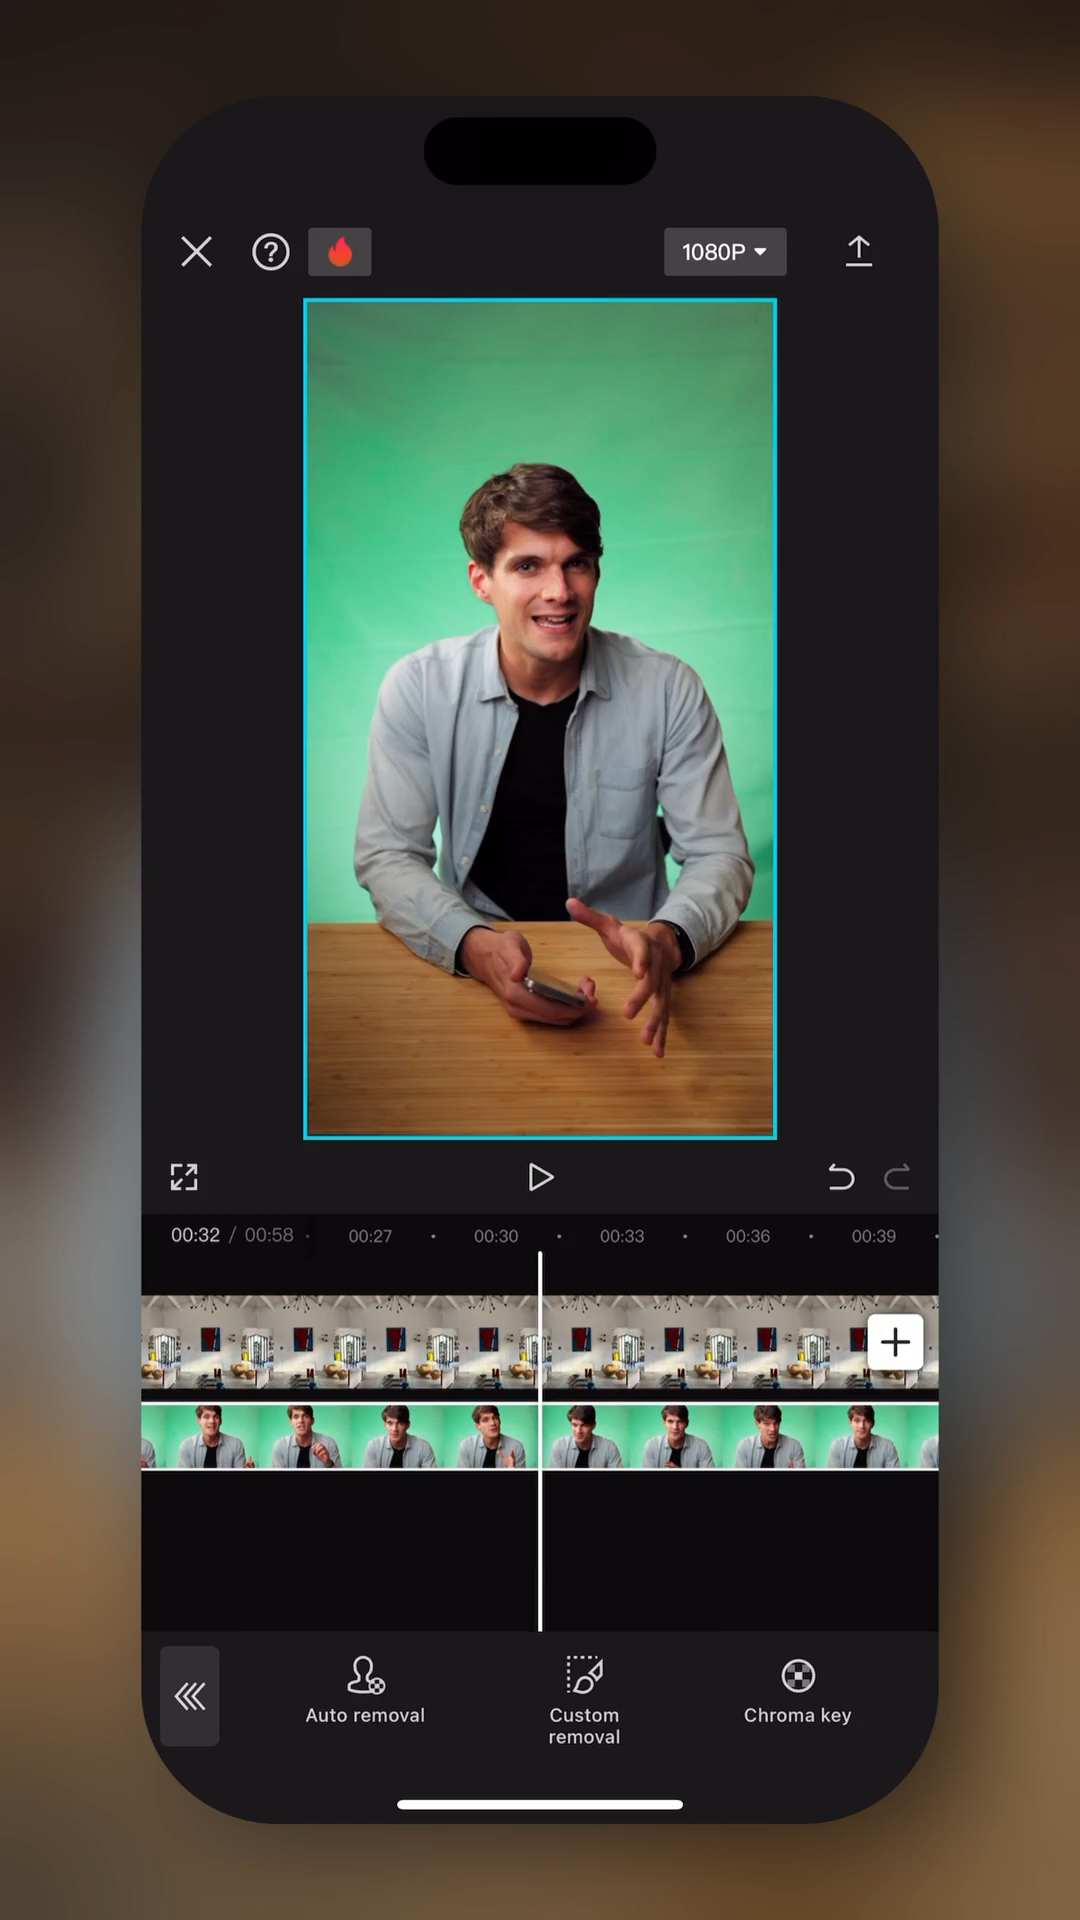 1080P
00:32 / 00:58
00:27
00:30
00:33
00:36
00:39
Auto removal
Custom
removal
Chroma key